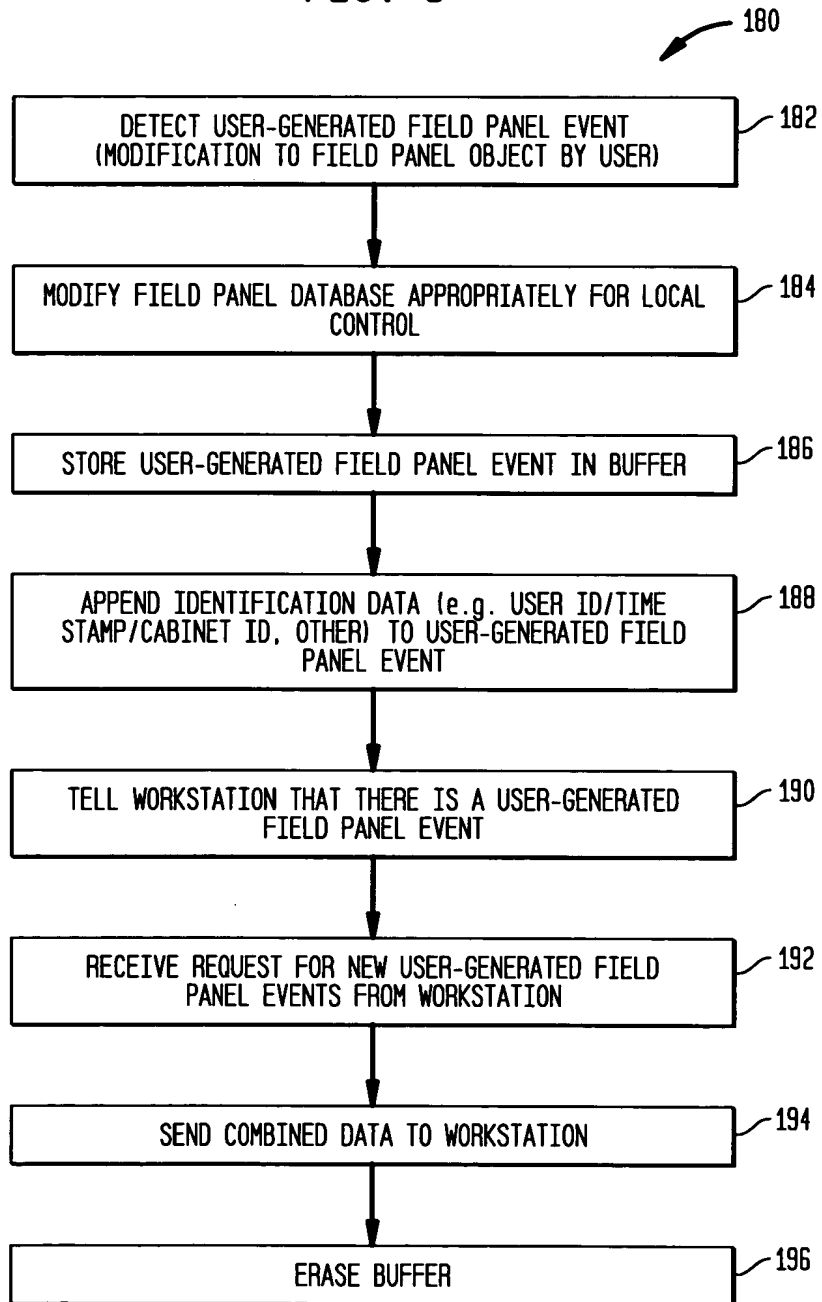 180
DETECT USER-GENERATED FIELD PANEL EVENT
(MODIFICATION TO FIELD PANEL OBJECT BY USER)
182
MODIFY FIELD PANEL DATABASE APPROPRIATELY FOR LOCAL
CONTROL
184
STORE USER-GENERATED FIELD PANEL EVENT IN BUFFER
186
APPEND IDENTIFICATION DATA (e.g. USER ID/TIME
STAMP/CABINET ID, OTHER) TO USER-GENERATED FIELD
PANEL EVENT
188
TELL WORKSTATION THAT THERE IS A USER-GENERATED
FIELD PANEL EVENT
190
RECEIVE REQUEST FOR NEW USER-GENERATED FIELD
PANEL EVENTS FROM WORKSTATION
192
SEND COMBINED DATA TO WORKSTATION
194
ERASE BUFFER
196